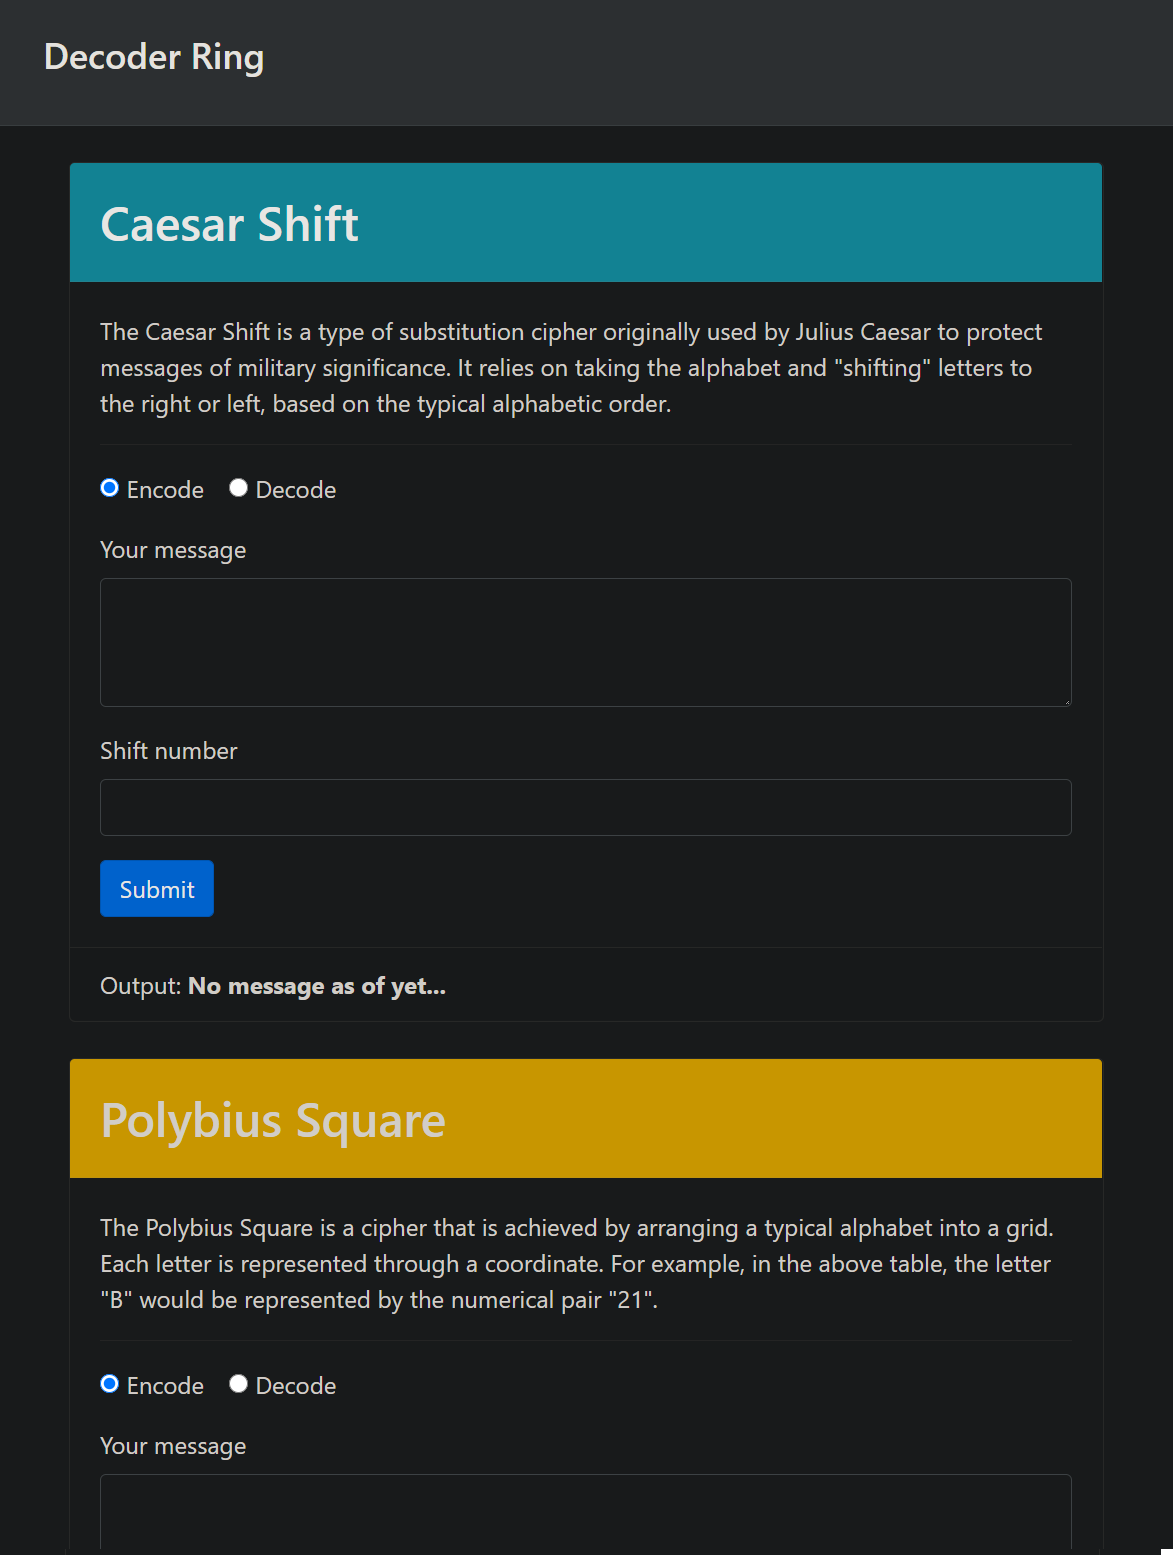 Decoder Ring
Caesar Shift
The Caesar Shift is a type of substitution cipher originally used by Julius Caesar to protect
messages of military significance. It relies on taking the alphabet and "shifting" letters to
the right or left, based on the typical alphabetic order.
Encode Decode
Your message
Shift number
Submit
Output: No message as of yet...
Polybius Square
The Polybius Square is a cipher that is achieved by arranging a typical alphabet into a grid.
Each letter is represented through a coordinate. For example, in the above table, the letter
"B" would be represented by the numerical pair "21".
Encode Decode
Your message